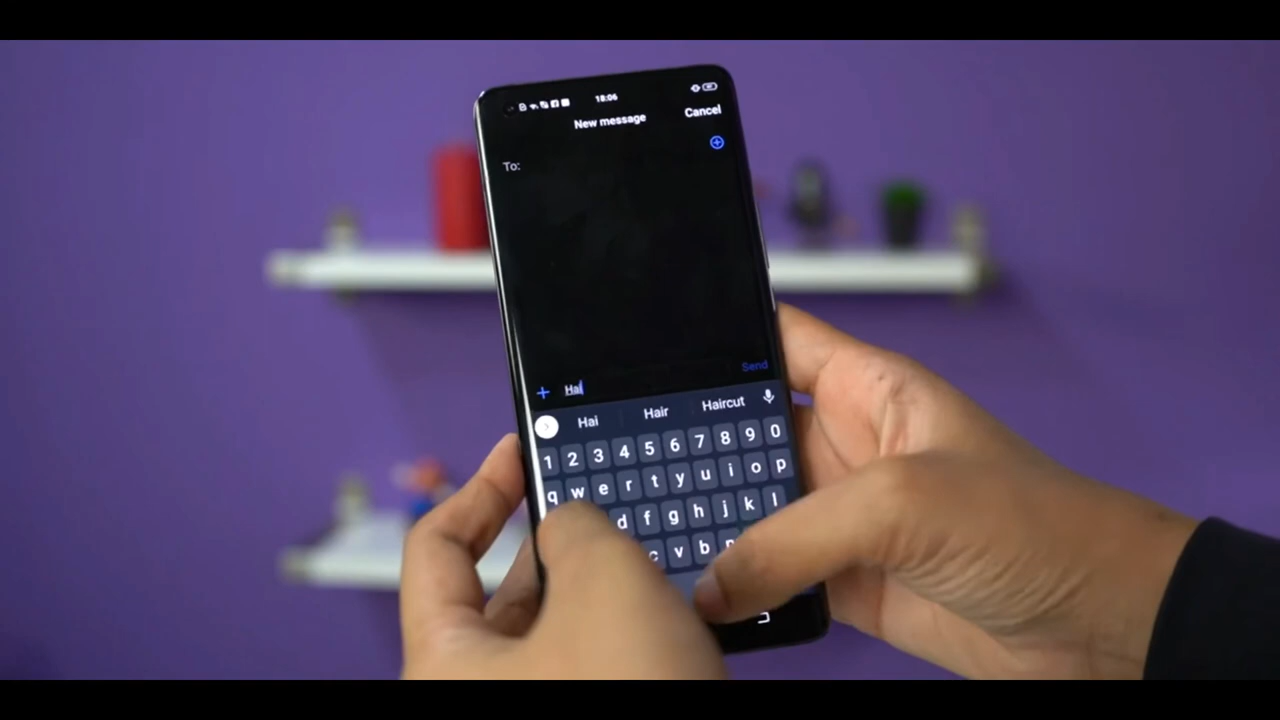 18:06
New message
Cancel
To:
Send
Hai
Hai Hair Haircut
1 2 3 4 5 6 7 8 9 0
q w e r t y u i o p
d f g h j k l
c v b